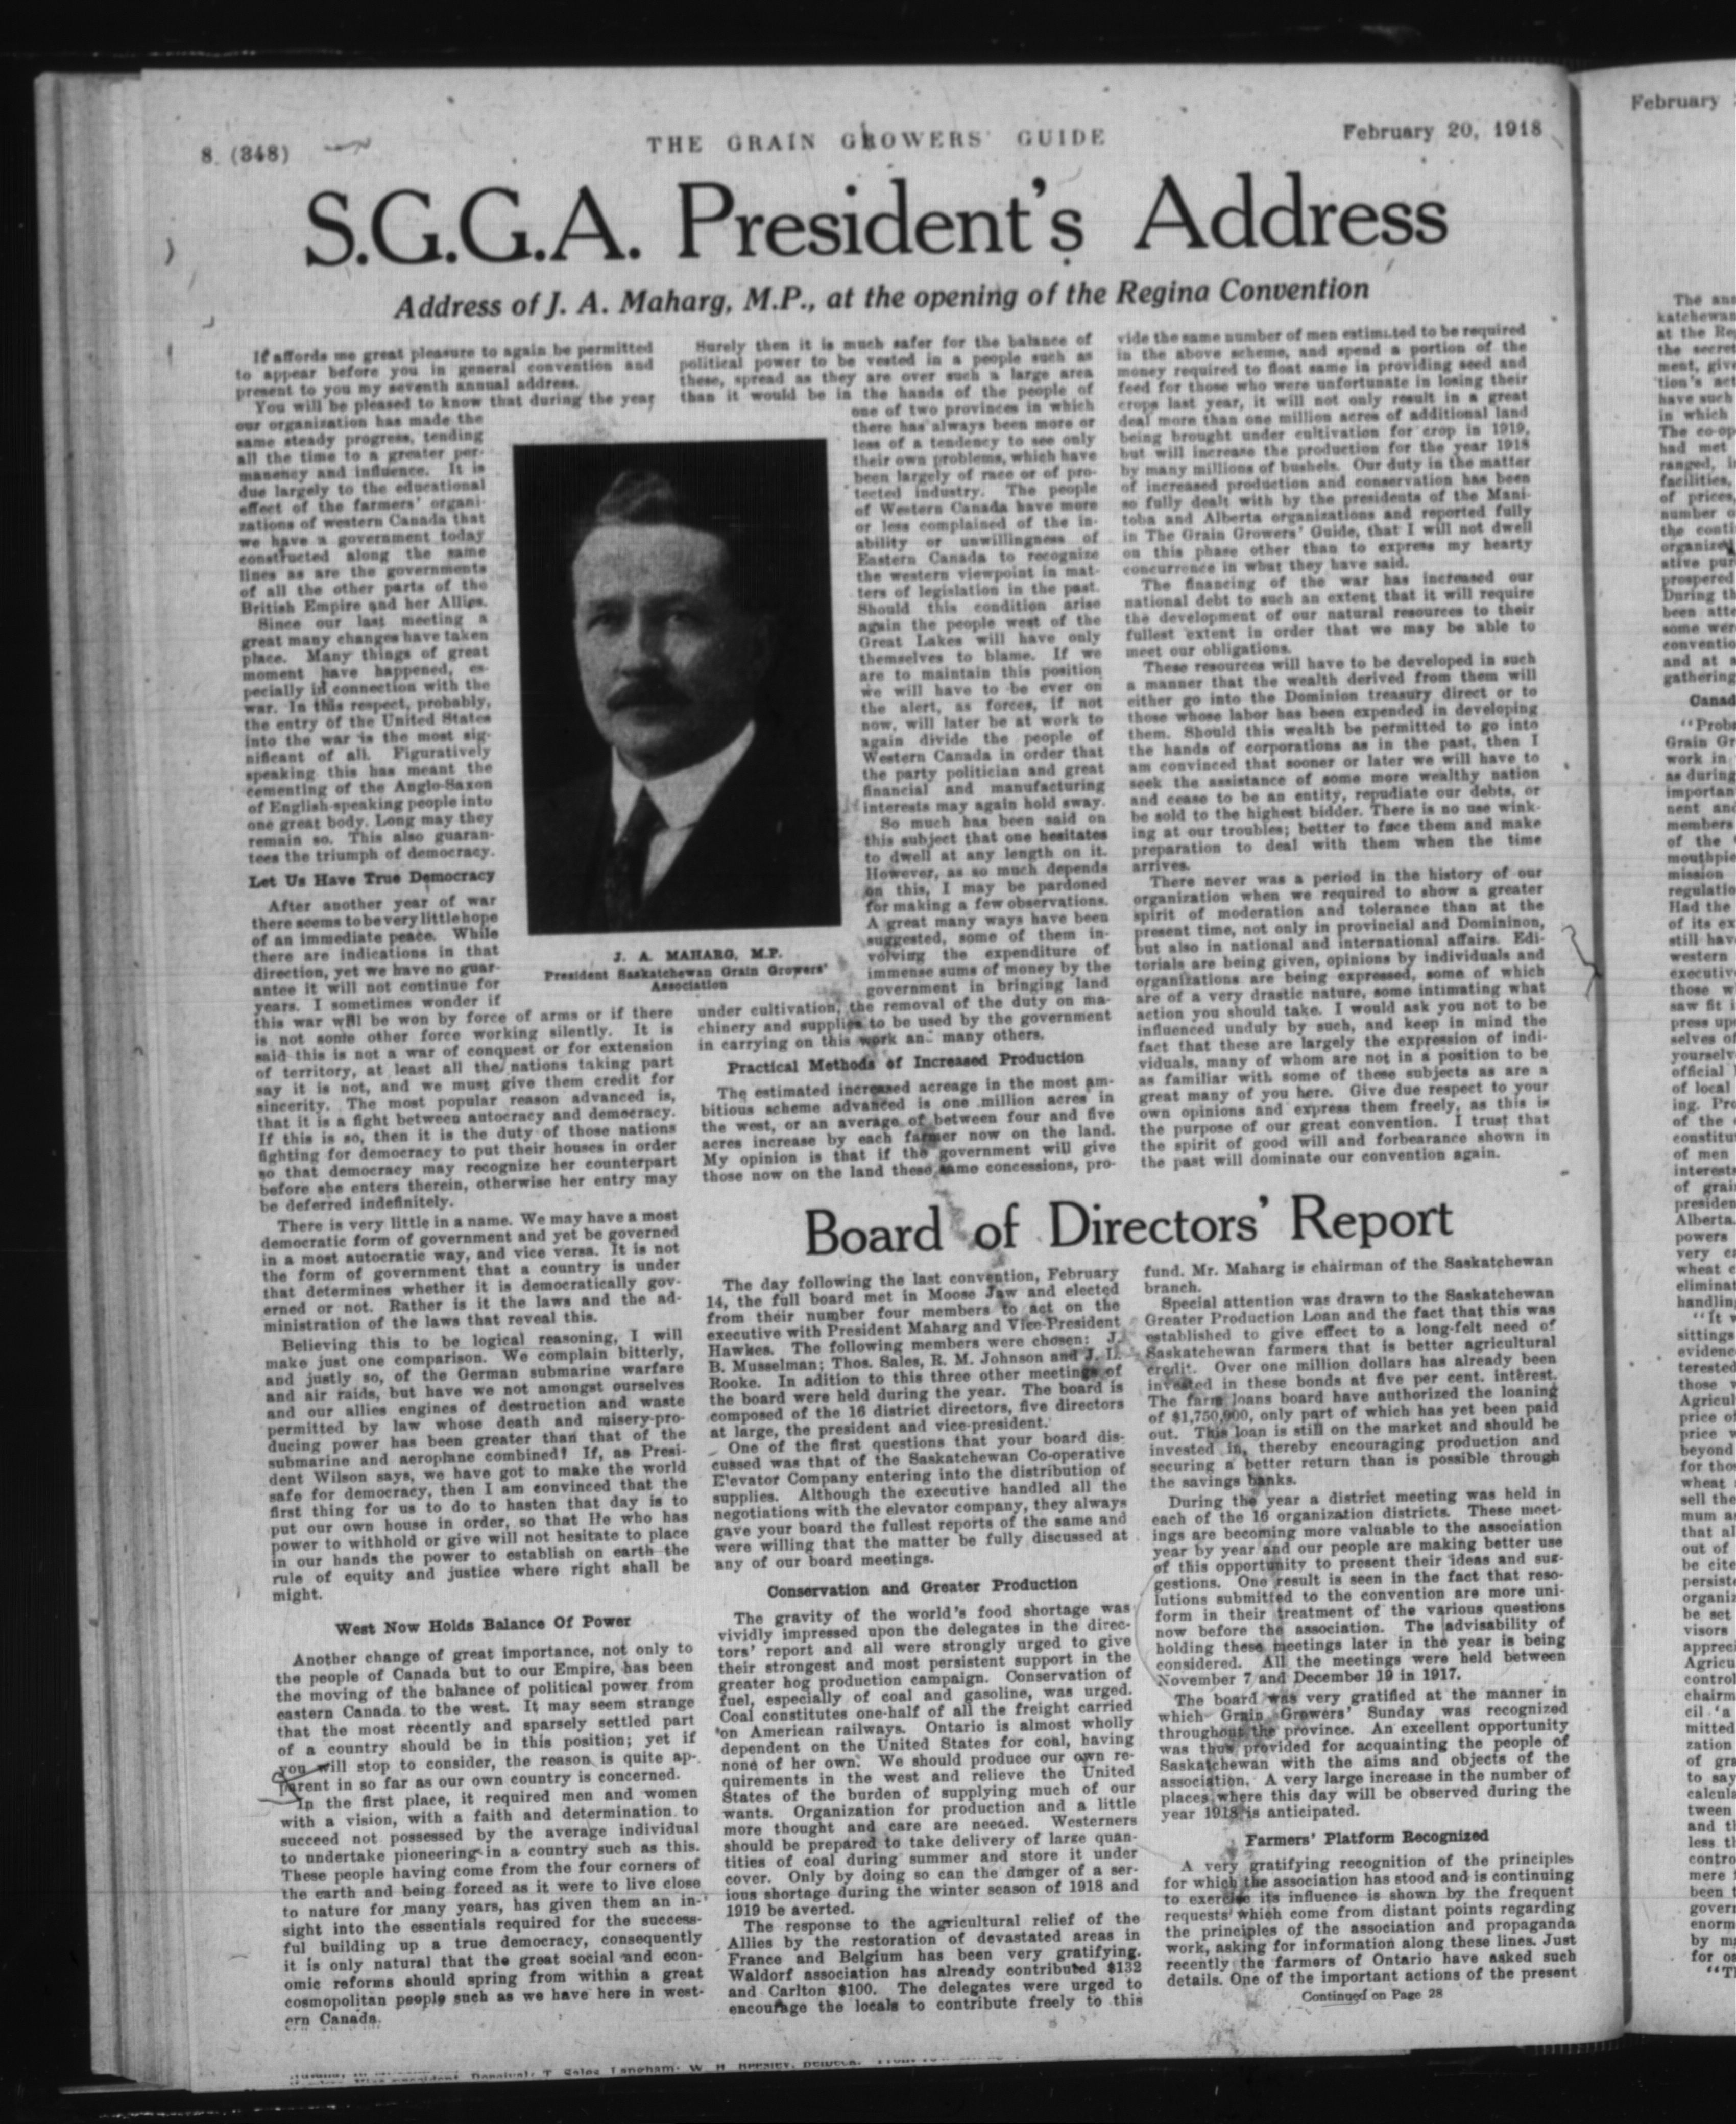 8 (348)
THE GRAIN GROWERS' GUIDE
February 20, 1918
S.G.G.A. President's Address
Address of J. A. Maharg, M.P., at the opening of the Regina Convention
If affords me great pleasure to again be permitted
to appear before you in general convention and
present to you my seventh annual address.
You will be pleased to know that during the year
our organization has made the
same steady progress, tending
all the time to a greater per-
manency and influence. It is
due largely to the educational
effect of the farmers' organi-
zations of western Canada that
we have a government today
constructed along the same
lines as are the governments
of all the other parts of the
British Empire and her Allies.
Since our last meeting a
great many changes have taken
place. Many things of great
moment have happened, es-
pecially in connection with the
war. In this respect, probably,
the entry of the United States
into the war is the most sig-
nificant of all. Figuratively
speaking this has meant the
cementing of the Anglo-Saxon
of English-speaking people into
one great body. Long may they
remain so. This also guaran-
tees the triumph of democracy.
Let Us Have True Democracy
After another year of war
there seems to be very little hope
of an immediate peace. While
there are indications in that
direction, yet we have no guar-
antee it will not continue for
years. I sometimes wonder if
this war will be won by force of arms or if there
is not some other force working silently. It is
said this is not a war of conquest or for extension
of territory, at least all the nations taking part
say it is not, and we must give them credit for
sincerity. The most popular reason advanced is,
that it is a fight between autocracy and democracy.
If this is so, then it is the duty of those nations
fighting for democracy to put their houses in order
so that democracy may recognize her counterpart
before she enters therein, otherwise her entry may
be deferred indefinitely.
There is very little in a name. We may have a most
democratic form of government and yet be governed
in a most autocratic way, and vice versa. It is not
the form of government that a country is under
that determines whether it is democratically gov-
erned or not. Rather is it the laws and the ad-
ministration of the laws that reveal this.
Believing this to be logical reasoning, I will
make just one comparison. We complain bitterly,
and justly so, of the German submarine warfare
and air raids, but have we not amongst ourselves
and our allies engines of destruction and waste
permitted by law whose death and misery-pro-
ducing power has been greater than that of the
submarine and aeroplane combined? If, as Presi-
dent Wilson says, we have got to make the world
safe for democracy, then I am convinced that the
first thing for us to do to hasten that day is to
put our own house in order, so that He who has
power to withhold or give will not hesitate to place
in our hands the power to establish on earth the
rule of equity and justice where right shall be
might.
West Now Holds Balance Of Power
Another change of great importance, not only to
the people of Canada but to our Empire, has been
the moving of the balance of political power from
eastern Canada to the west. It may seem strange
that the most recently and sparsely settled part
of a country should be in this position; yet if
you will stop to consider, the reason is quite ap-
parent in so far as our own country is concerned.
In the first place, it required men and women
with a vision, with a faith and determination to
succeed not possessed by the average individual
to undertake pioneering in a country such as this.
These people having come from the four corners of
the earth and being forced as it were to live close
to nature for many years, has given them an in-
sight into the essentials required for the success-
ful building up a true democracy, consequently
it is only natural that the great social and econ-
omic reforms should spring from within a great
cosmopolitan people such as we have here in west-
ern Canada.
Surely then it is much safer for the balance of
political power to be vested in a people such as
these, spread as they are over such a large area
than it would be in the hands of the people of
one of two provinces in which
there has always been more or
less of a tendency to see only
their own problems, which have
been largely of race or of pro-
tected industry. The people
of Western Canada have more
or less complained of the in-
ability or unwillingness of
Eastern Canada to recognize
the western viewpoint in mat-
ters of legislation in the past.
Should this condition arise
again the people west of the
Great Lakes will have only
themselves to blame. If we
are to maintain this position
we will have to be ever on
the alert, as forces, if not
now, will later be at work to
again divide the people of
Western Canada in order that
the party politician and great
financial and manufacturing
interests may again hold sway.
So much has been said on
this subject that one hesitates
to dwell at any length on it.
However, as so much depends
on this, I may be pardoned
for making a few observations.
A great many ways have been
suggested, some of them in-
volving the expenditure of
immense sums of money by the
government in bringing land
under cultivation, the removal of the duty on ma-
chinery and supplies to be used by the government
in carrying on this work an. many others.
J. A. MAHARG, M.P.
President Saskatchewan Grain Growers'
Association
Practical Methods of Increased Production
The estimated increased acreage in the most am-
bitious scheme advanced is one million acres in
the west, or an average of between four and five
acres increase by each farmer now on the land.
My opinion is that if the government will give
those now on the land these same concessions, pro-
vide the same number of men estimated to be required
in the above scheme, and spend a portion of the
money required to float same in providing seed and
feed for those who were unfortunate in losing their
crops last year, it will not only result in a great
deal more than one million acres of additional land
being brought under cultivation for crop in 1919,
but will increase the production for the year 1918
by many millions of bushels. Our duty in the matter
of increased production and conservation has been
so fully dealt with by the presidents of the Mani-
toba and Alberta organizations and reported fully
in The Grain Growers' Guide, that I will not dwell
on this phase other than to express my hearty
concurrence in what they have said.
The financing of the war has increased our
national debt to such an extent that it will require
the development of our natural resources to their
fullest extent in order that we may be able to
meet our obligations.
These resources will have to be developed in such
a manner that the wealth derived from them will
either go into the Dominion treasury direct or to
those whose labor has been expended in developing
them. Should this wealth be permitted to go into
the hands of corporations as in the past, then I
am convinced that sooner or later we will have to
seek the assistance of some more wealthy nation
and cease to be an entity, repudiate our debts, or
be sold to the highest bidder. There is no use wink-
ing at our troubles; better to face them and make
preparation to deal with them when the time
arrives.
There never was a period in the history of our
organization when we required to show a greater
spirit of moderation and tolerance than at the
present time, not only in provincial and Domininon,
but also in national and international affairs. Edi-
torials are being given, opinions by individuals and
organizations are being expressed, some of which
are of a very drastic nature, some intimating what
action you should take. I would ask you not to be
influenced unduly by such, and keep in mind the
fact that these are largely the expression of indi-
viduals, many of whom are not in a position to be
as familiar with some of these subjects as are a
great many of you here. Give due respect to your
own opinions and express them freely, as this is
the purpose of our great convention. I trust that
the spirit of good will and forbearance shown in
the past will dominate our convention again.
Board of Directors' Report
The day following the last convention, February
14, the full board met in Moose Jaw and elected
from their number four members to act on the
executive with President Maharg and Vice-President
Hawkes. The following members were chosen: J.
B. Musselman; Thos. Sales, R. M. Johnson and J. L.
Rooke. In adition to this three other meetings of
the board were held during the year. The board is
composed of the 16 district directors, five directors
at large, the president and vice-president.
One of the first questions that your board dis-
cussed was that of the Saskatchewan Co-operative
Elevator Company entering into the distribution of
supplies. Although the executive handled all the
negotiations with the elevator company, they always
gave your board the fullest reports of the same and
were willing that the matter be fully discussed at
any of our board meetings.
Conservation and Greater Production
The gravity of the world's food shortage was
vividly impressed upon the delegates in the direc-
tors' report and all were strongly urged to give
their strongest and most persistent support in the
greater hog production campaign. Conservation of
fuel, especially of coal and gasoline, was urged.
Coal constitutes one-half of all the freight carried
on American railways. Ontario is almost wholly
dependent on the United States for coal, having
none of her own. We should produce our own re-
quirements in the west and relieve the United
States of the burden of supplying much of our
wants. Organization for production and a little
more thought and care are needed. Westerners
should be prepared to take delivery of large quan-
tities of coal during summer and store it under
cover. Only by doing so can the danger of a ser-
ious shortage during the winter season of 1918 and
1919 be averted.
The response to the agricultural relief of the
Allies by the restoration of devastated areas in
France and Belgium has been very gratifying.
Waldorf association has already contributed $132
and Carlton $100. The delegates were urged to
encourage the locals to contribute freely to this
fund. Mr. Maharg is chairman of the Saskatchewan
branch.
Special attention was drawn to the Saskatchewan
Greater Production Loan and the fact that this was
established to give effect to a long-felt need of
Saskatchewan farmers that is better agricultural
credit. Over one million dollars has already been
invested in these bonds at five per cent. interest.
The farm loans board have authorized the loaning
of $1,750,000, only part of which has yet been paid
out. This loan is still on the market and should be
invested in, thereby encouraging production and
securing a better return than is possible through
the savings banks.
During the year a district meeting was held in
each of the 16 organization districts. These meet-
ings are becoming more valuable to the association
year by year and our people are making better use
of this opportunity to present their ideas and sug-
gestions. One result is seen in the fact that reso-
lutions submitted to the convention are more uni-
form in their treatment of the various questions
now before the association. The advisability of
holding these meetings later in the year is being
considered. All the meetings were held between
November 7 and December 19 in 1917.
The board was very gratified at the manner in
which Grain Growers' Sunday was recognized
throughout the province. An excellent opportunity
was thus provided for acquainting the people of
Saskatchewan with the aims and objects of the
association. A very large increase in the number of
places where this day will be observed during the
year 1918 is anticipated.
Farmers' Platform Recognized
A very gratifying recognition of the principles
for which the association has stood and is continuing
to exercise its influence is shown by the frequent
requests which come from distant points regarding
the principles of the association and propaganda
work, asking for information along these lines. Just
recently the farmers of Ontario have asked such
details. One of the important actions of the present
Continued on Page 28
February